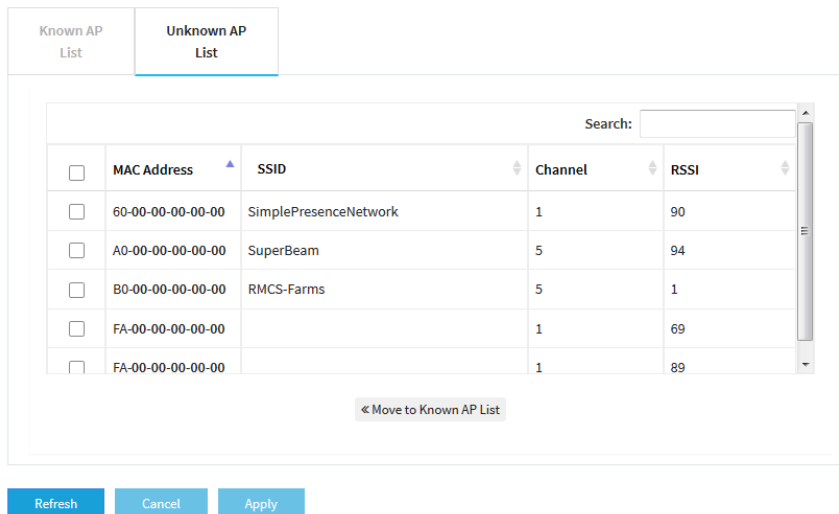 Known AP
List
Unknown AP
List
Search:
MAC Address SSID Channel RSSI
60-00-00-00-00-00 SimplePresenceNetwork 1 90
A0-00-00-00-00-00 SuperBeam 5 94
B0-00-00-00-00-00 RMCS-Farms 5 1
FA-00-00-00-00-00 1 69
FA-00-00-00-00-00 1 89
« Move to Known AP List
Refresh Cancel Apply